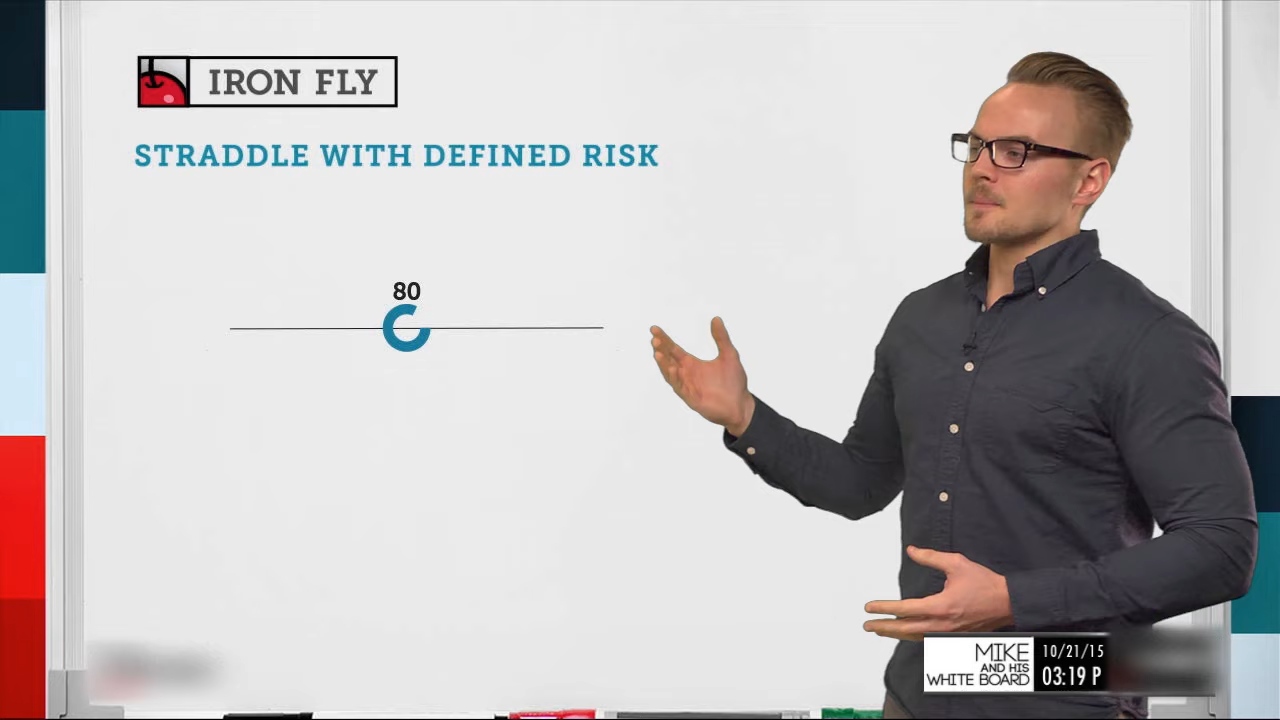 IRON FLY
STRADDLE WITH DEFINED RISK
80
MIKE
AND HIS
WHITE BOARD
10/21/15
03:19 P